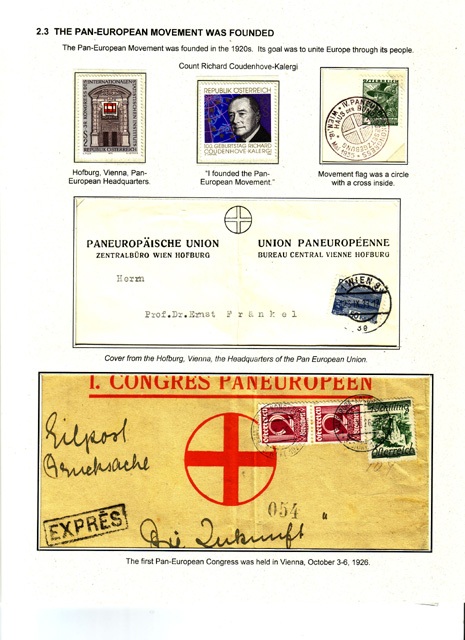 2.3 THE PAN-EUROPEAN MOVEMENT WAS FOUNDED
The Pan-European Movement was founded in the 1920s. Its goal was to unite Europe through its people.
Count Richard Coudenhove-Kalergi
REPUBLIK ÖSTERREICH
REPUBLIK ÖSTERREICH
100. GEBURTSTAG RICHARD
COUDENHOVE-KALERGI
Hofburg, Vienna, Pan-
European Headquarters.
"I founded the Pan-
European Movement."
Movement flag was a circle
with a cross inside.
PANEUROPÄISCHE UNION
ZENTRALBÜRO WIEN HOFBURG
UNION PANEUROPÉENNE
BUREAU CENTRAL VIENNE HOFBURG
Herrn
Prof.Dr.Ernst Fränkel
WIEN
Cover from the Hofburg, Vienna, the Headquarters of the Pan European Union.
I. CONGRES PANEUROPEEN
Eilpost
Drucksache
EXPRÈS
054
Die Zukunft "
The first Pan-European Congress was held in Vienna, October 3-6, 1926.